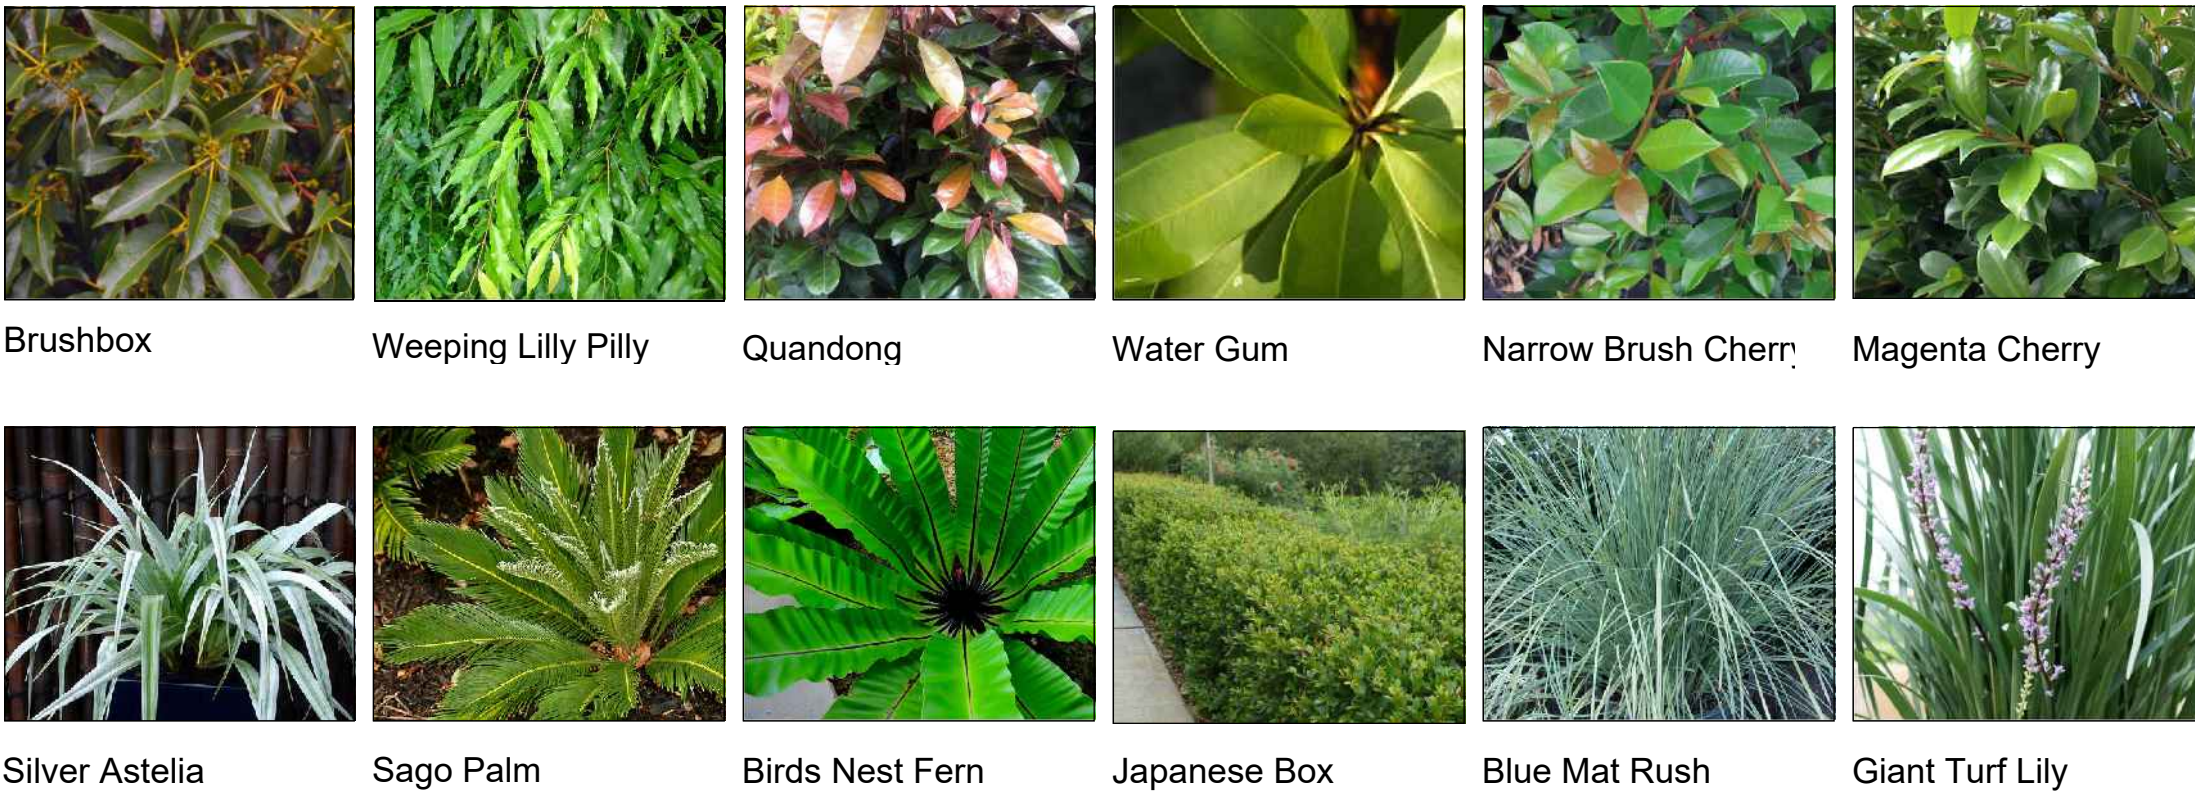 Brushbox
Weeping Lilly Pilly
Quandong
Water Gum
Narrow Brush Cherry
Magenta Cherry
Silver Astelia
Sago Palm
Birds Nest Fern
Japanese Box
Blue Mat Rush
Giant Turf Lily